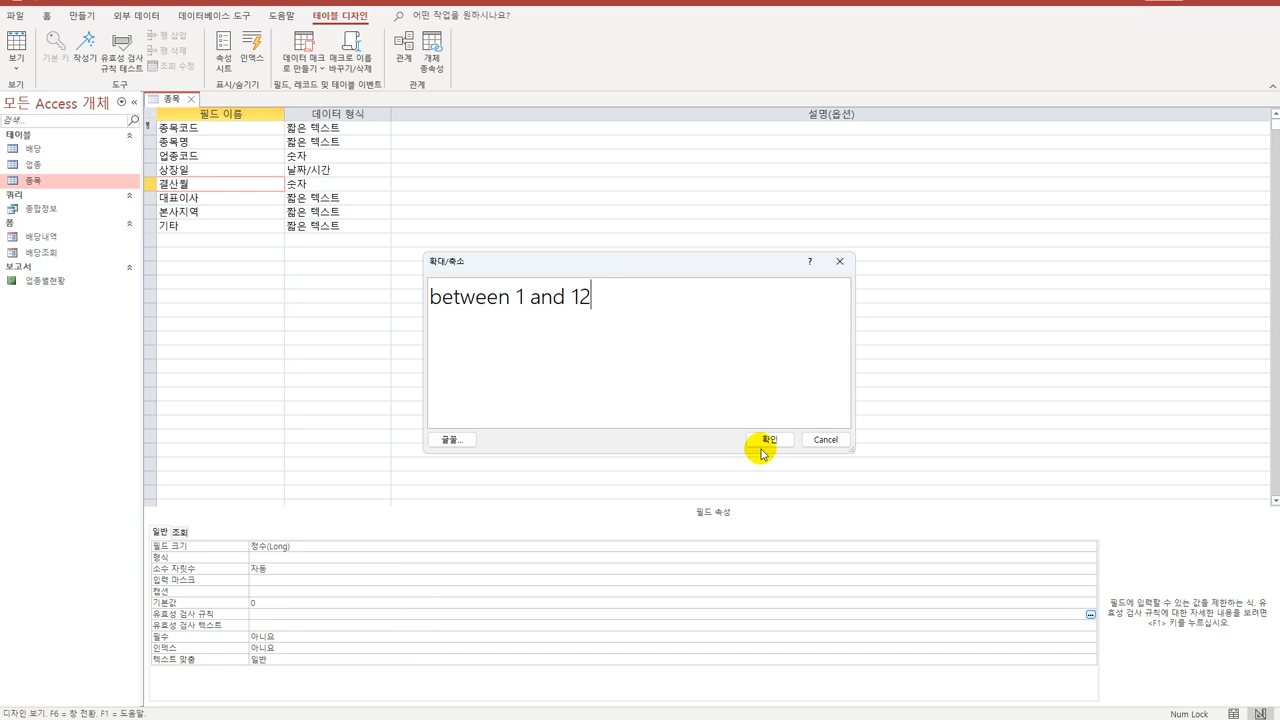 파일 홈 만들기 외부 데이터 데이터베이스 도구 도움말 테이블 디자인 어떤 작업을 원하시나요?
보기 기본 키 작성기 유효성 검사 규칙 테스트 행 삽입 행 삭제 조회 수정 속성 시트 인덱스 데이터 매크로 만들기 매크로 이름 바꾸기/삭제 관계 개체 종속성
보기 도구 표시/숨기기 필드, 레코드 및 테이블 이벤트 관계
모든 Access 개체 «
검색...
테이블
배당
업종
종목
쿼리
종합정보
폼
배당내역
배당조회
보고서
업종별현황
종목
필드 이름 데이터 형식 설명(옵션)
종목코드 짧은 텍스트
종목명 짧은 텍스트
업종코드 숫자
상장일 날짜/시간
결산월 숫자
대표이사 짧은 텍스트
본사지역 짧은 텍스트
기타 짧은 텍스트
확대/축소 ?
between 1 and 12
글꼴... 확인 Cancel
필드 속성
일반 조회
필드 크기 정수(Long)
형식
소수 자릿수 자동
입력 마스크
캡션
기본값 0
유효성 검사 규칙
유효성 검사 텍스트
필수 아니요
인덱스 아니요
텍스트 맞춤 일반
필드에 입력할 수 있는 값을 제한하는 식. 유
효성 검사 규칙에 대한 자세한 내용을 보려면
<F1> 키를 누르십시오.
디자인 보기. F6 = 창 전환. F1 = 도움말. Num Lock